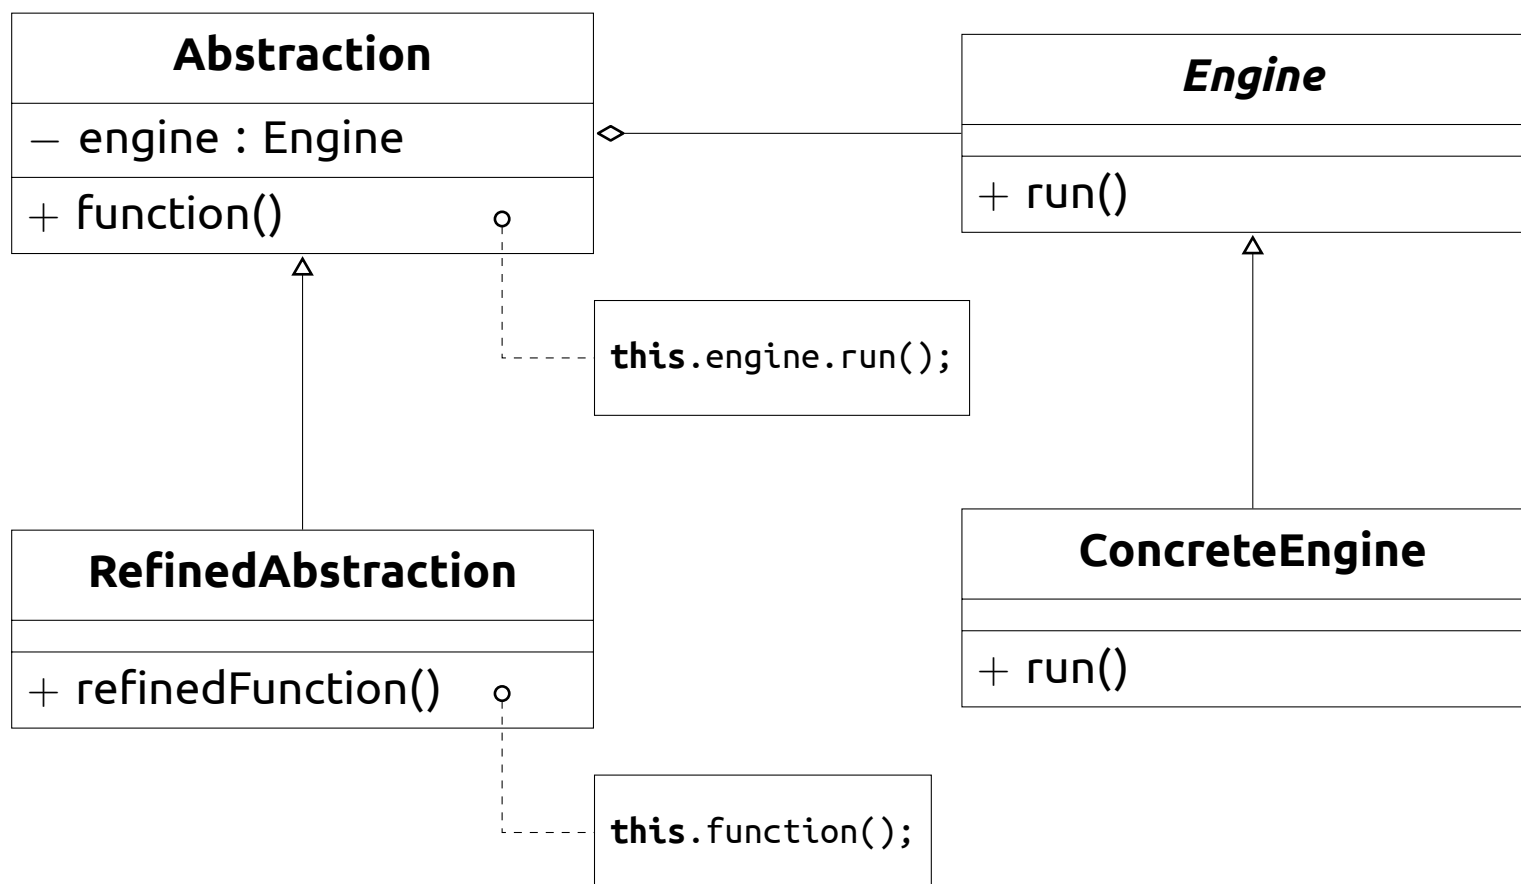 Abstraction
− engine : Engine
+ function()
Engine
+ run()
this.engine.run();
RefinedAbstraction
+ refinedFunction()
this.function();
ConcreteEngine
+ run()